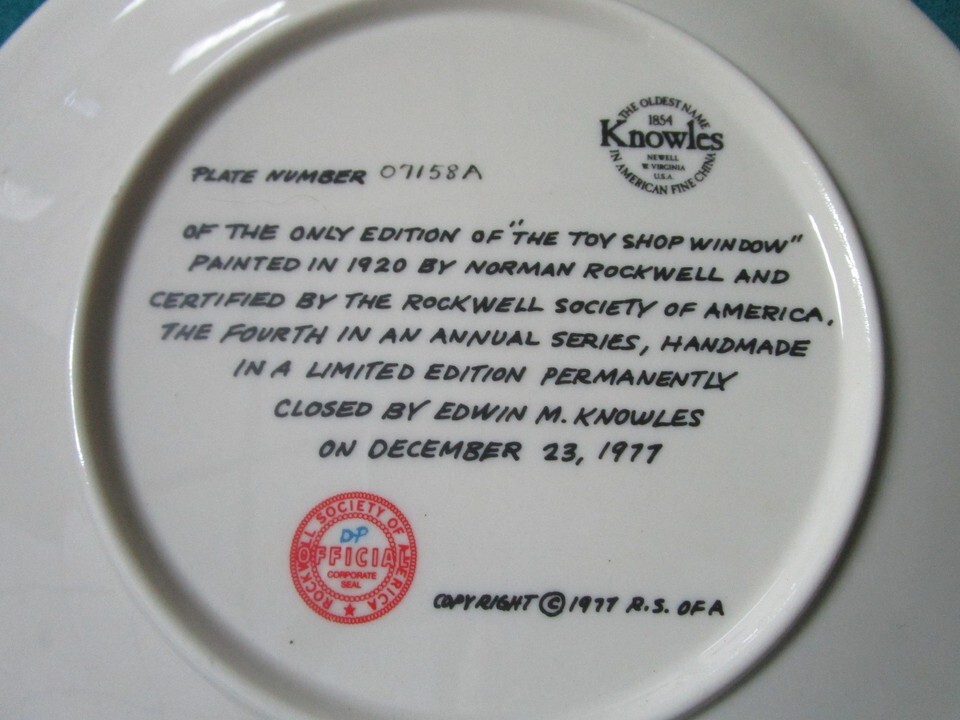 THE OLDEST NAME
1854
Knowles
NEWELL
W. VIRGINIA
U.S.A.
IN AMERICAN FINE CHINA
PLATE NUMBER 07158A
OF THE ONLY EDITION OF "THE TOY SHOP WINDOW"
PAINTED IN 1920 BY NORMAN ROCKWELL AND
CERTIFIED BY THE ROCKWELL SOCIETY OF AMERICA.
THE FOURTH IN AN ANNUAL SERIES, HANDMADE
IN A LIMITED EDITION PERMANENTLY
CLOSED BY EDWIN M. KNOWLES
ON DECEMBER 23, 1977
ROCKWELL SOCIETY OF AMERICA
DP
OFFICIAL
CORPORATE
SEAL
COPYRIGHT © 1977 R.S. OF A